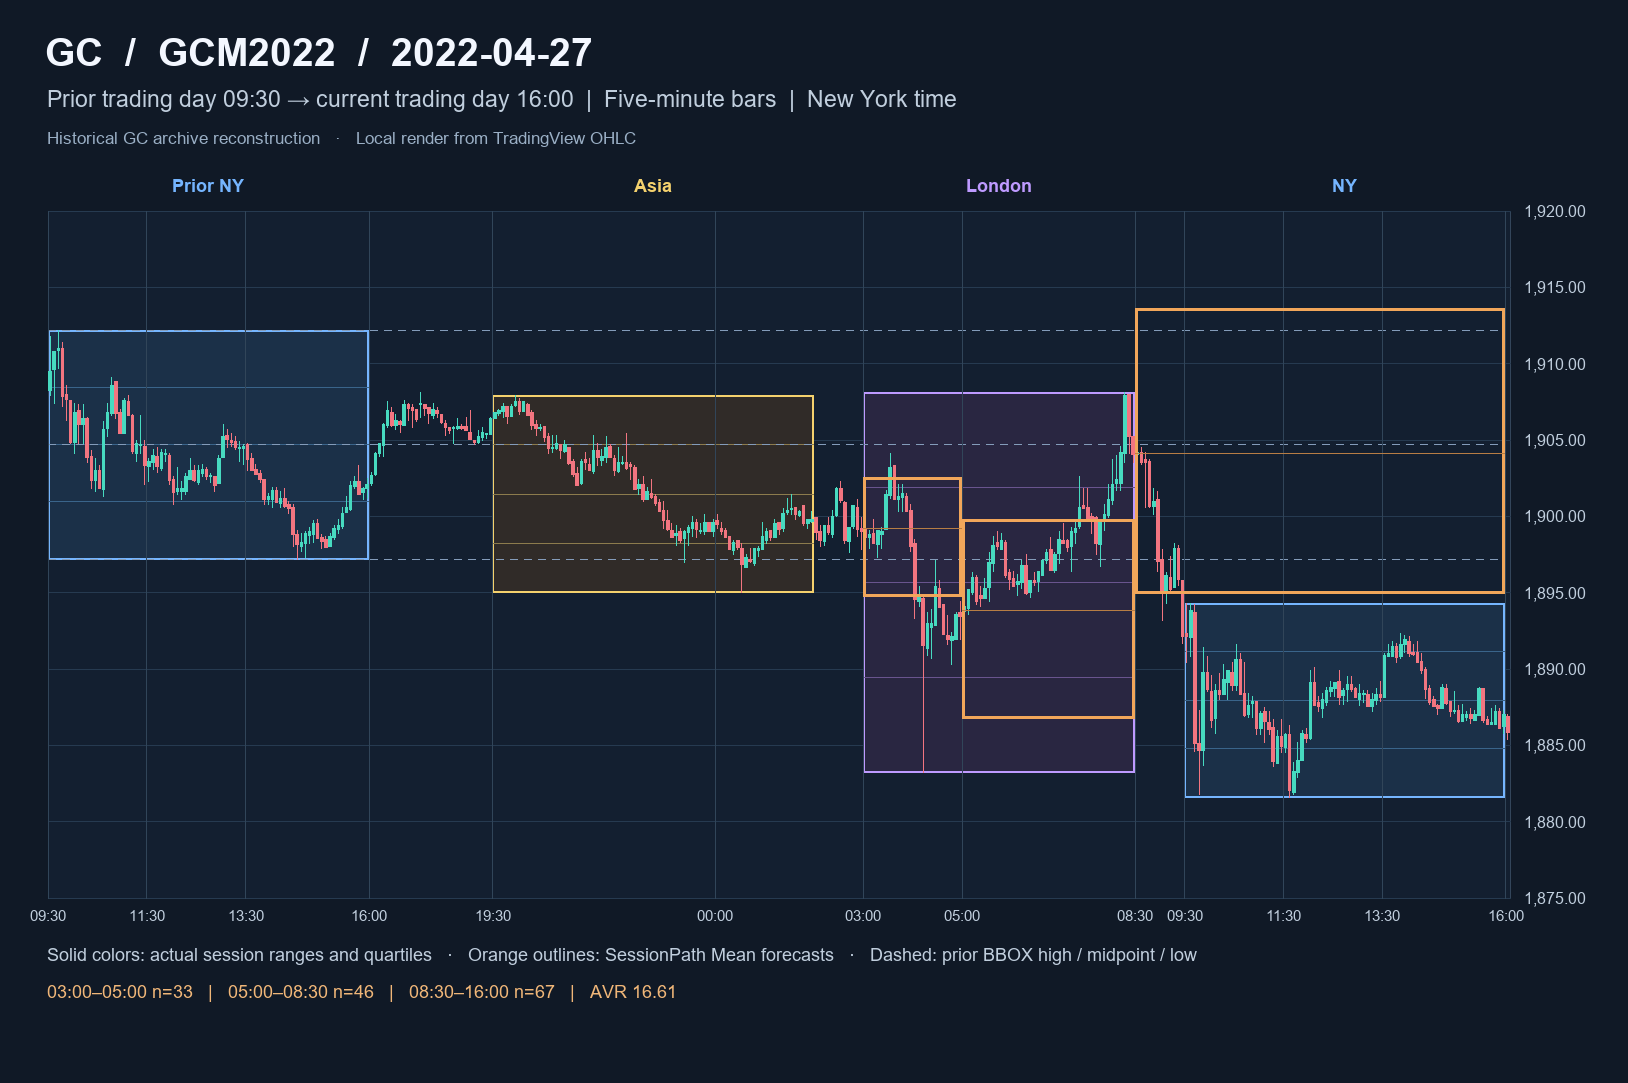 GC / GCM2022 / 2022-04-27
Prior trading day 09:30 → current trading day 16:00 | Five-minute bars | New York time
Historical GC archive reconstruction · Local render from TradingView OHLC
Prior NY Asia London NY
1,920.00
1,915.00
1,910.00
1,905.00
1,900.00
1,895.00
1,890.00
1,885.00
1,880.00
1,875.00
09:30 11:30 13:30 16:00 19:30 00:00 03:00 05:00 08:30 09:30 11:30 13:30 16:00
Solid colors: actual session ranges and quartiles · Orange outlines: SessionPath Mean forecasts · Dashed: prior BBOX high / midpoint / low
03:00–05:00 n=33 | 05:00–08:30 n=46 | 08:30–16:00 n=67 | AVR 16.61